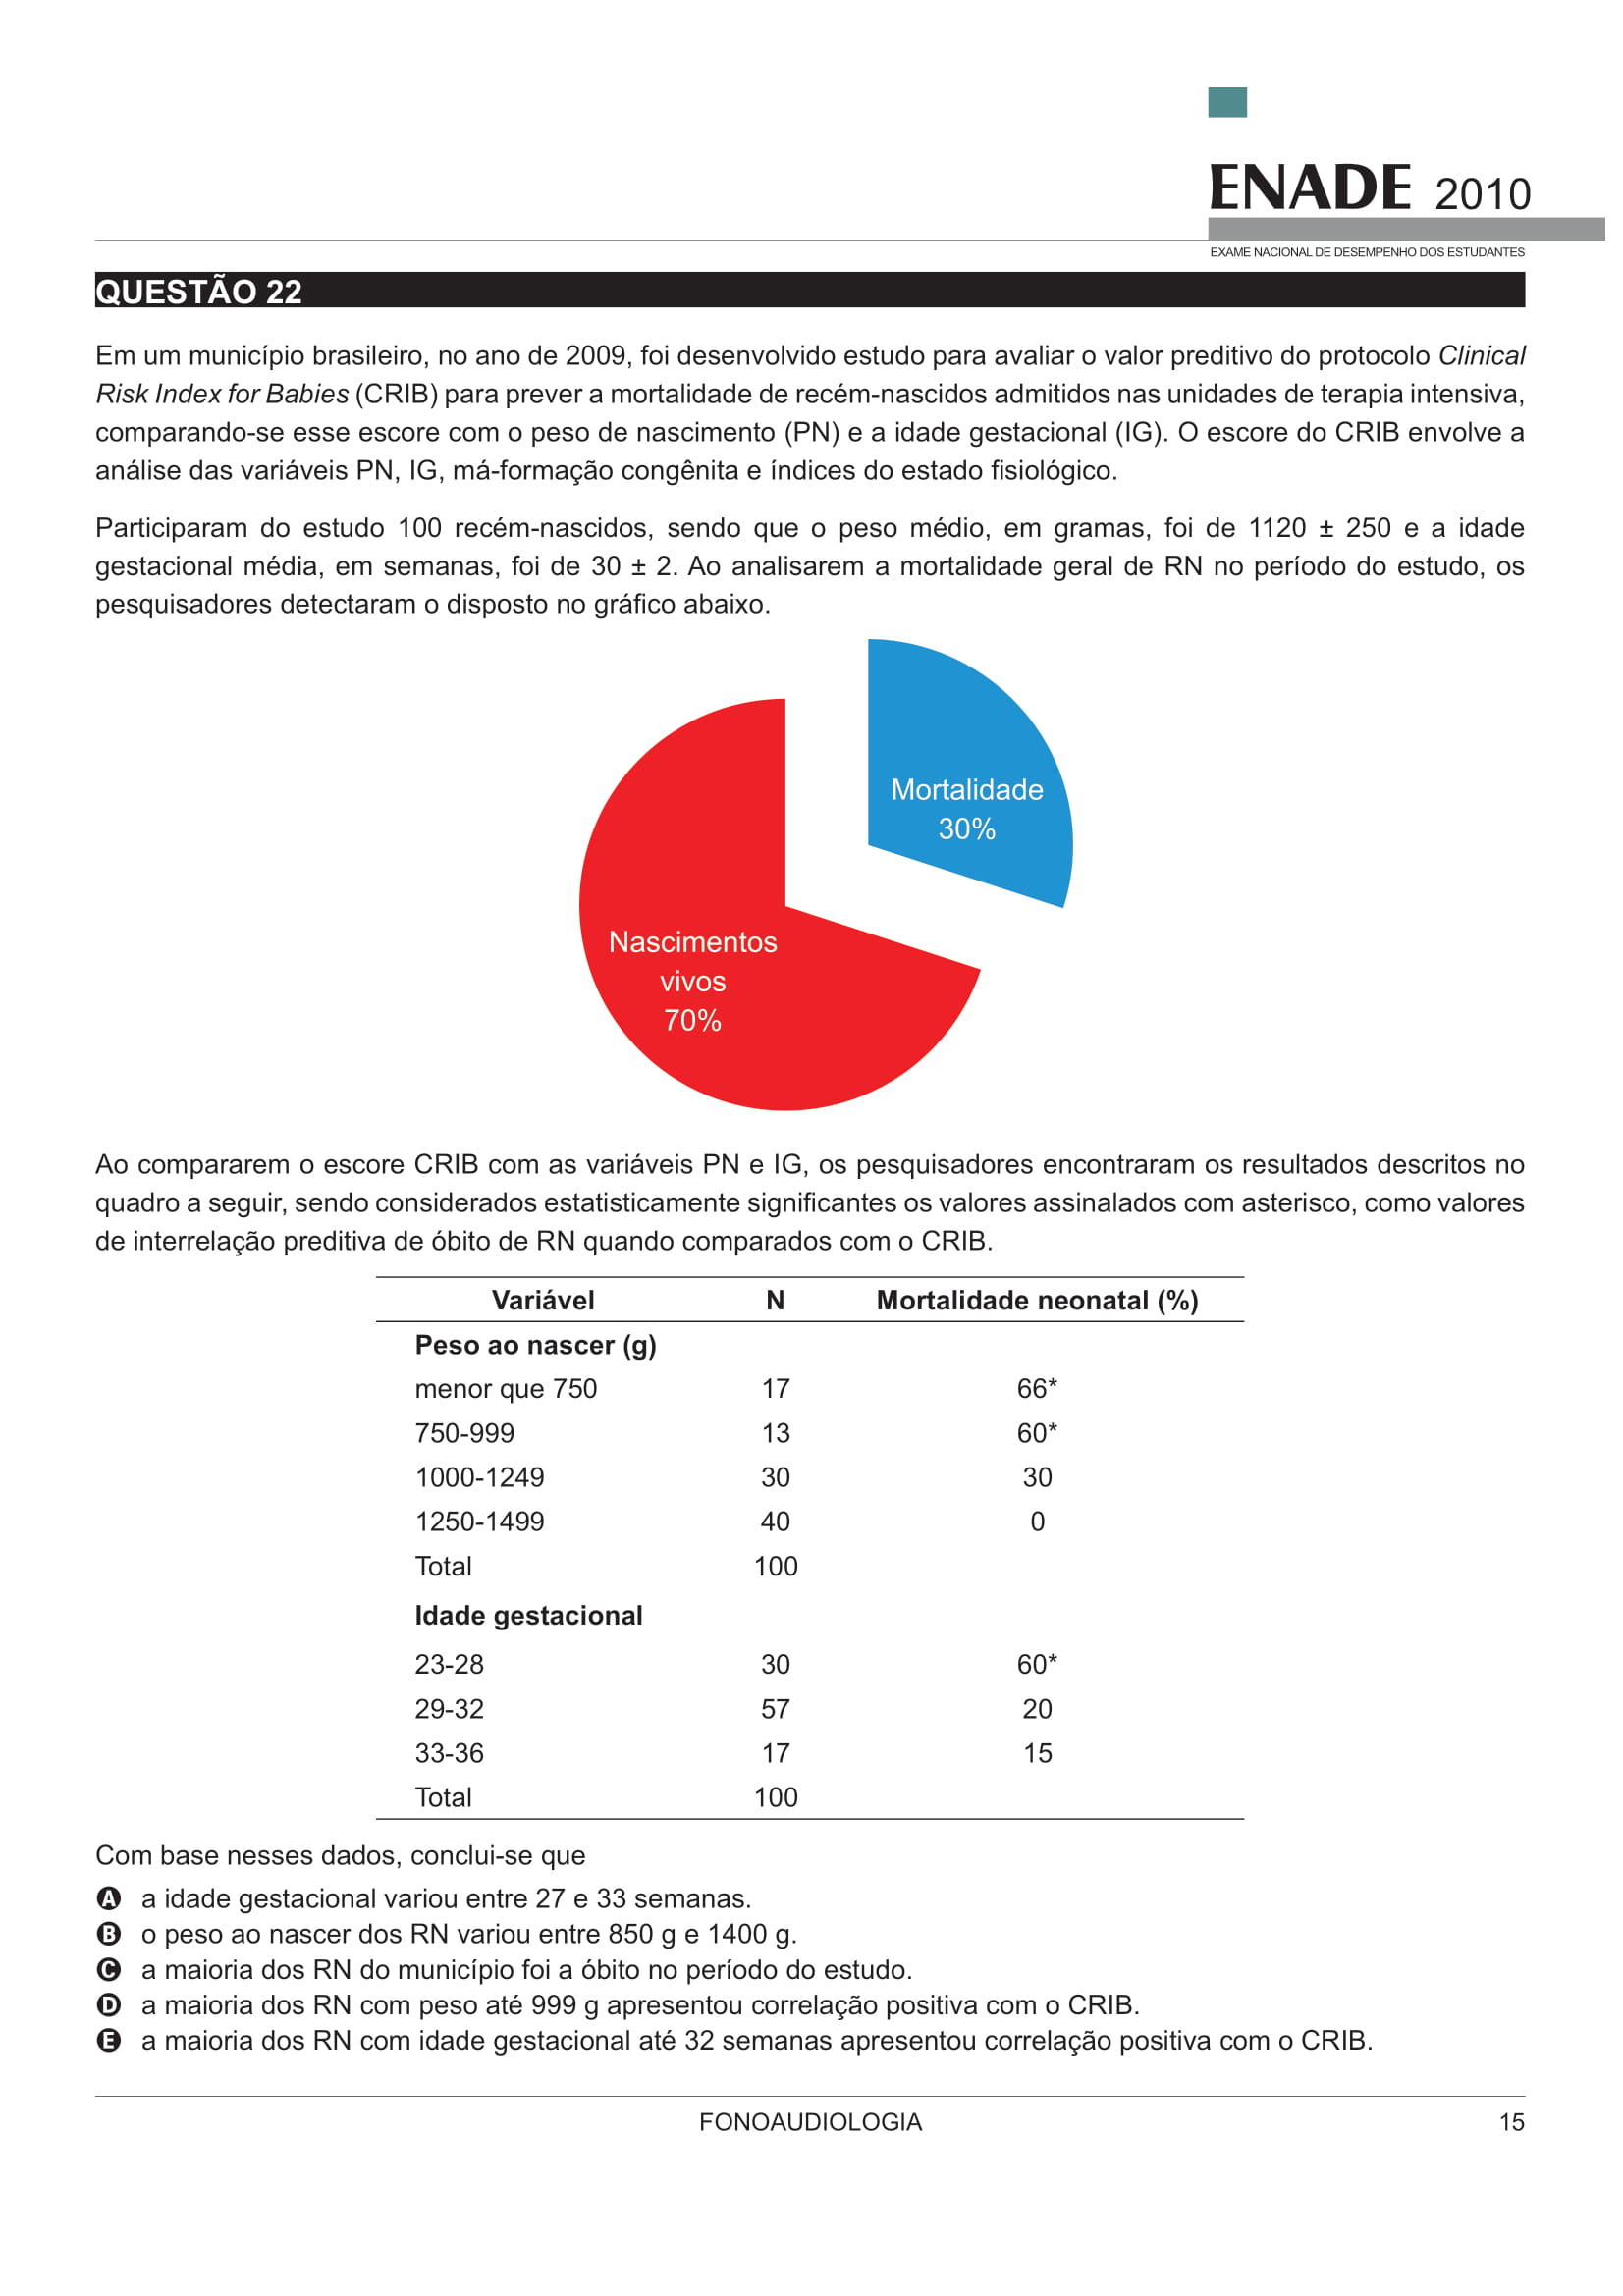 ENADE 2010
EXAME NACIONAL DE DESEMPENHO DOS ESTUDANTES
QUESTÃO 22
Em um município brasileiro, no ano de 2009, foi desenvolvido estudo para avaliar o valor preditivo do protocolo Clinical
Risk Index for Babies (CRIB) para prever a mortalidade de recém-nascidos admitidos nas unidades de terapia intensiva,
comparando-se esse escore com o peso de nascimento (PN) e a idade gestacional (IG). O escore do CRIB envolve a
análise das variáveis PN, IG, má-formação congênita e índices do estado fisiológico.
Participaram do estudo 100 recém-nascidos, sendo que o peso médio, em gramas, foi de 1120 ± 250 e a idade
gestacional média, em semanas, foi de 30 ± 2. Ao analisarem a mortalidade geral de RN no período do estudo, os
pesquisadores detectaram o disposto no gráfico abaixo.
Mortalidade
30%
Nascimentos
vivos
70%
Ao compararem o escore CRIB com as variáveis PN e IG, os pesquisadores encontraram os resultados descritos no
quadro a seguir, sendo considerados estatisticamente significantes os valores assinalados com asterisco, como valores
de interrelação preditiva de óbito de RN quando comparados com o CRIB.
Variável N Mortalidade neonatal (%)
Peso ao nascer (g)
menor que 750 17 66*
750-999 13 60*
1000-1249 30 30
1250-1499 40 0
Total 100
Idade gestacional
23-28 30 60*
29-32 57 20
33-36 17 15
Total 100
Com base nesses dados, conclui-se que
A a idade gestacional variou entre 27 e 33 semanas.
B o peso ao nascer dos RN variou entre 850 g e 1400 g.
C a maioria dos RN do município foi a óbito no período do estudo.
D a maioria dos RN com peso até 999 g apresentou correlação positiva com o CRIB.
E a maioria dos RN com idade gestacional até 32 semanas apresentou correlação positiva com o CRIB.
FONOAUDIOLOGIA 15